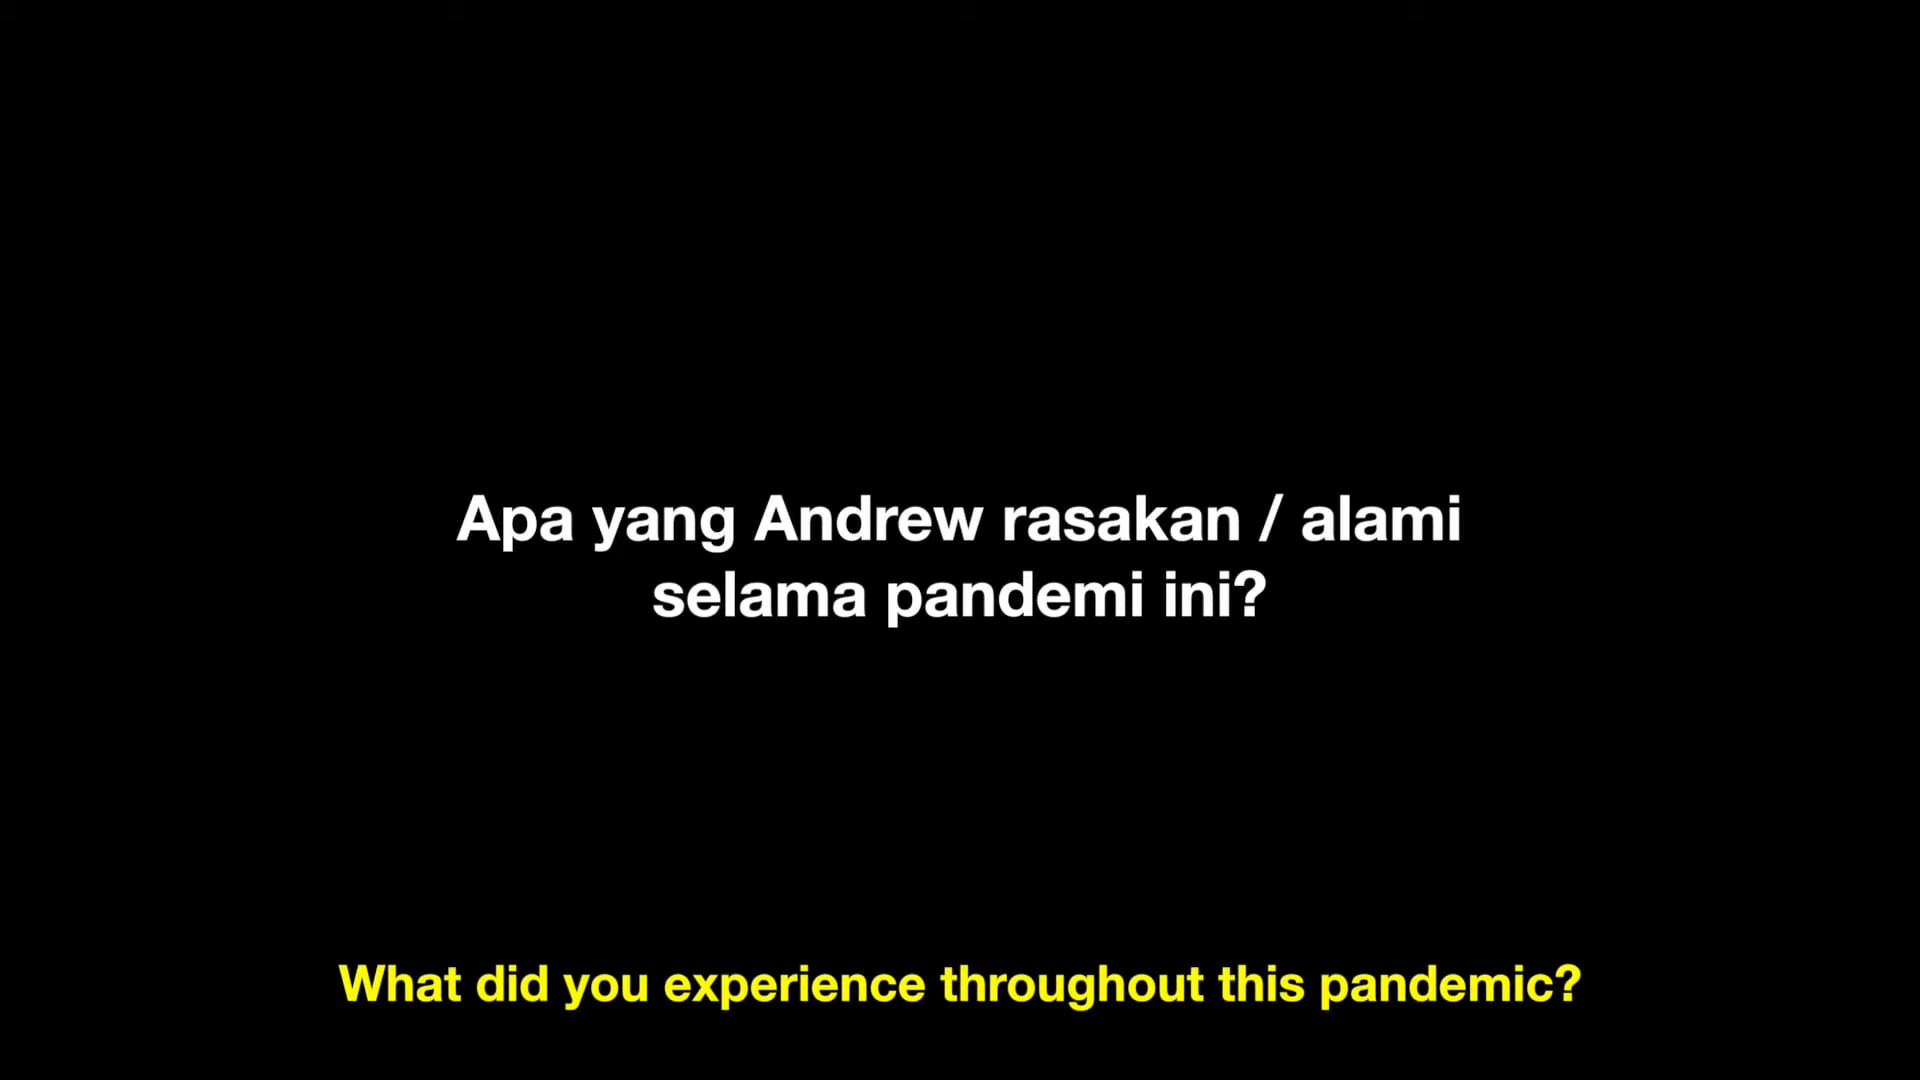 Apa yang Andrew rasakan / alami
selama pandemi ini?
What did you experience throughout this pandemic?